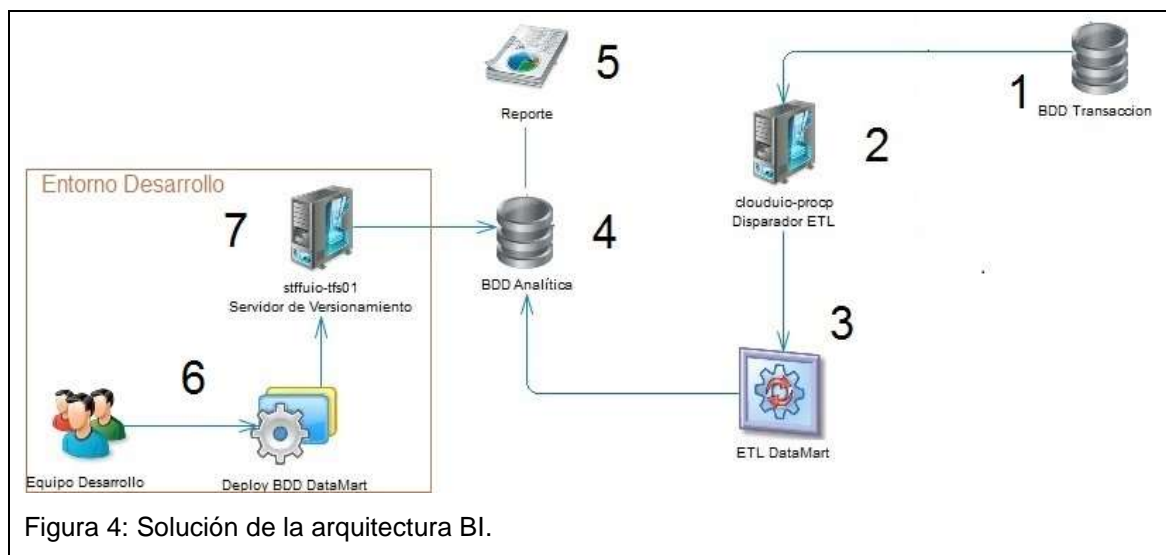 5
Reporte
1
BDD Transaccion
2
clouduio-procp
Disparador ETL
Entorno Desarrollo
7
stffuio-tfs01
Servidor de Versionamiento
4
BDD Analítica
3
ETL DataMart
6
Equipo Desarrollo
Deploy BDD DataMart
Figura 4: Solución de la arquitectura BI.